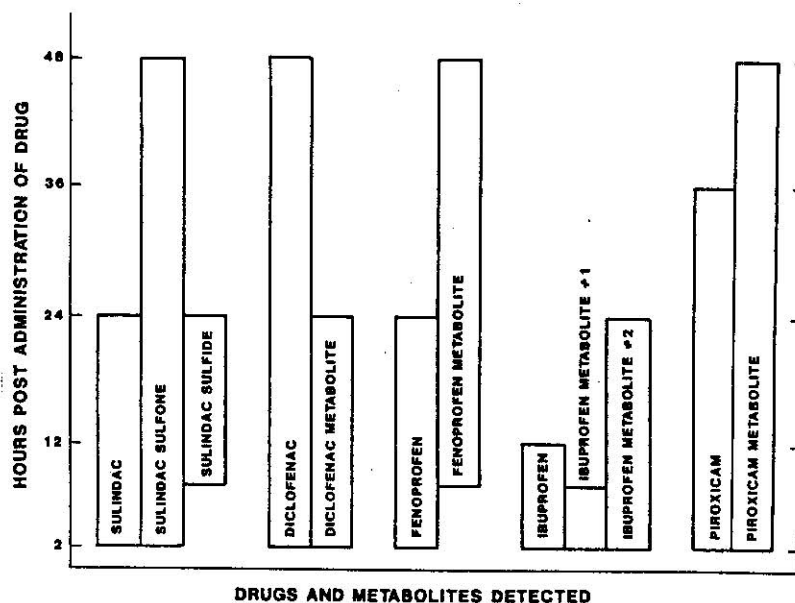 HOURS POST ADMINISTRATION OF DRUG
48
36
24
12
2
SULINDAC
SULINDAC SULFONE
SULINDAC SULFIDE
DICLOFENAC
DICLOFENAC METABOLITE
FENOPROFEN
FENOPROFEN METABOLITE
IBUPROFEN
IBUPROFEN METABOLITE #1
IBUPROFEN METABOLITE #2
PIROXICAM
PIROXICAM METABOLITE
DRUGS AND METABOLITES DETECTED